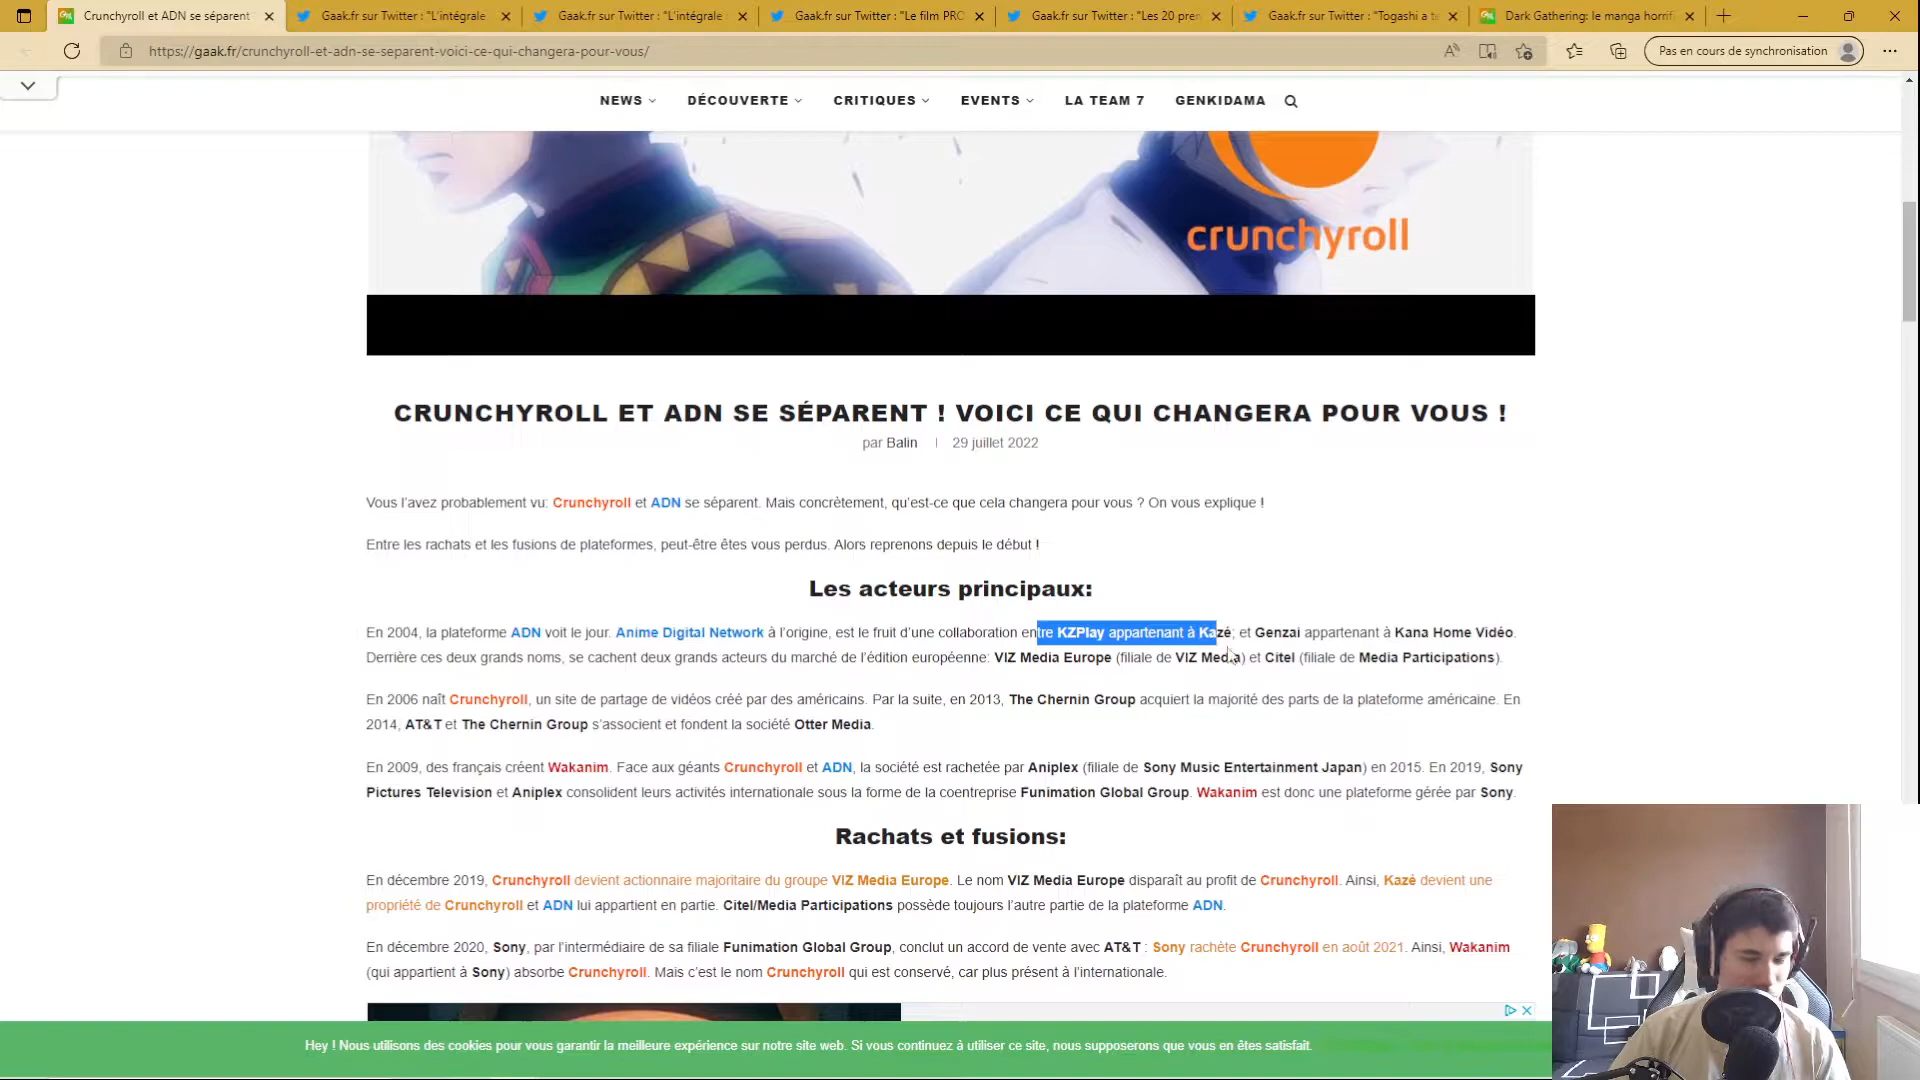 Crunchyroll et ADN se séparent
Gaak.fr sur Twitter : "L'intégrale
Gaak.fr sur Twitter : "L'intégrale
Gaak.fr sur Twitter : "Le film PRO
Gaak.fr sur Twitter : "Les 20 pren
Gaak.fr sur Twitter : "Togashi a te
Dark Gathering: le manga horrifi
https://gaak.fr/crunchyroll-et-adn-se-separent-voici-ce-qui-changera-pour-vous/
Pas en cours de synchronisation
NEWS DÉCOUVERTE CRITIQUES EVENTS LA TEAM 7 GENKIDAMA
crunchyroll
CRUNCHYROLL ET ADN SE SÉPARENT ! VOICI CE QUI CHANGERA POUR VOUS !
par Balin | 29 juillet 2022
Vous l'avez probablement vu: Crunchyroll et ADN se séparent. Mais concrètement, qu'est-ce que cela changera pour vous ? On vous explique !
Entre les rachats et les fusions de plateformes, peut-être êtes vous perdus. Alors reprenons depuis le début !
Les acteurs principaux:
En 2004, la plateforme ADN voit le jour. Anime Digital Network à l'origine, est le fruit d'une collaboration entre KZPlay appartenant à Kazé; et Genzai appartenant à Kana Home Vidéo.
Derrière ces deux grands noms, se cachent deux grands acteurs du marché de l'édition européenne: VIZ Media Europe (filiale de VIZ Media) et Citel (filiale de Media Participations).
En 2006 naît Crunchyroll, un site de partage de vidéos créé par des américains. Par la suite, en 2013, The Chernin Group acquiert la majorité des parts de la plateforme américaine. En
2014, AT&T et The Chernin Group s'associent et fondent la société Otter Media.
En 2009, des français créent Wakanim. Face aux géants Crunchyroll et ADN, la société est rachetée par Aniplex (filiale de Sony Music Entertainment Japan) en 2015. En 2019, Sony
Pictures Television et Aniplex consolident leurs activités internationale sous la forme de la coentreprise Funimation Global Group. Wakanim est donc une plateforme gérée par Sony.
Rachats et fusions:
En décembre 2019, Crunchyroll devient actionnaire majoritaire du groupe VIZ Media Europe. Le nom VIZ Media Europe disparaît au profit de Crunchyroll. Ainsi, Kazé devient une
propriété de Crunchyroll et ADN lui appartient en partie. Citel/Media Participations possède toujours l'autre partie de la plateforme ADN.
En décembre 2020, Sony, par l'intermédiaire de sa filiale Funimation Global Group, conclut un accord de vente avec AT&T : Sony rachète Crunchyroll en août 2021. Ainsi, Wakanim
(qui appartient à Sony) absorbe Crunchyroll. Mais c'est le nom Crunchyroll qui est conservé, car plus présent à l'internationale.
Hey ! Nous utilisons des cookies pour vous garantir la meilleure expérience sur notre site web. Si vous continuez à utiliser ce site, nous supposerons que vous en êtes satisfait.